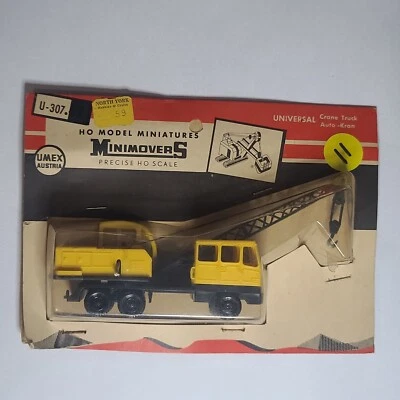 U-307.
NORTH YORK
HO MODEL MINIATURES
MINIMOVERS
PRECISE HO SCALE
UMEX
AUSTRIA
UNIVERSAL Crane Truck
Auto-Kran
11